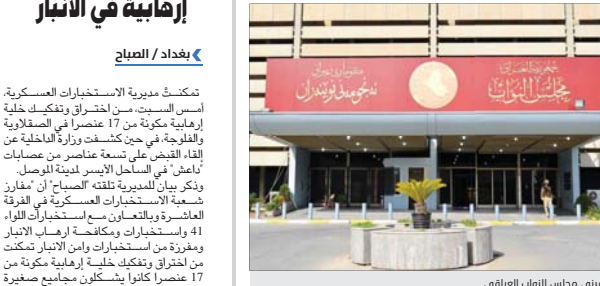 إرهابية في الأنبار
بغداد / الصباح
تمكنتْ مديرية الاستخبارات العسكرية،
أمس السبت، من اختراق وتفكيك خلية
إرهابية مكونة من 17 عنصرا في الصقلاوية
والفلوجة، في حين كشفت وزارة الداخلية عن
إلقاء القبض على تسعة عناصر من عصابات
"داعش" في الساحل الأيسر لمدينة الموصل.
وذكر بيان للمديرية تلقته "الصباح" أن "مفارز
شعبة الاستخبارات العسكرية في الفرقة
العاشرة وبالتعاون مع استخبارات اللواء
41 واستخبارات ومكافحة ارهاب الانبار
ومفرزة من استخبارات وامن الانبار تمكنت
من اختراق وتفكيك خلية إرهابية مكونة من
17 عنصرا كانوا يشكلون مجاميع صغيرة
جمهورية العراق
مجلس النواب
مبنى مجلس النواب العراقي